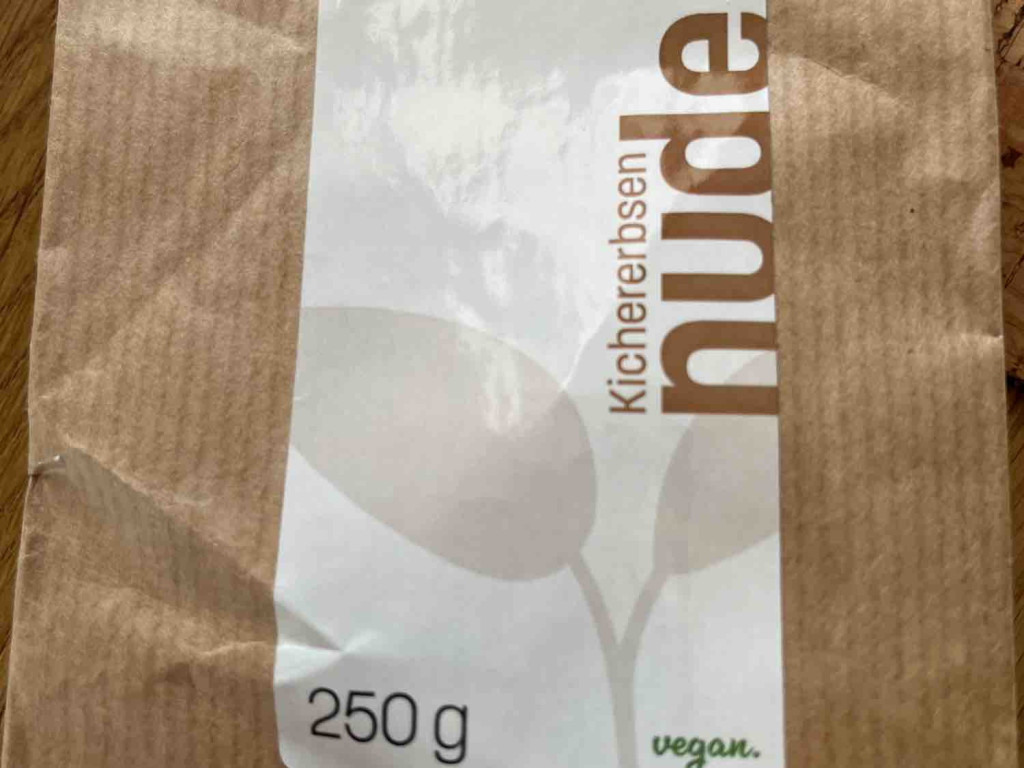 Kichererbsen
nude
250 g
vegan.